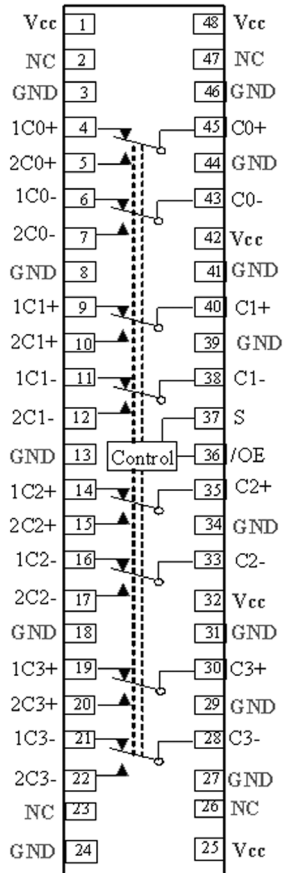 Vcc 1 48 Vcc
NC 2 47 NC
GND 3 46 GND
1C0+ 4 45 C0+
2C0+ 5 44 GND
1C0- 6 43 C0-
2C0- 7 42 Vcc
GND 8 41 GND
1C1+ 9 40 C1+
2C1+ 10 39 GND
1C1- 11 38 C1-
2C1- 12 37 S
GND 13 Control 36 /OE
1C2+ 14 35 C2+
2C2+ 15 34 GND
1C2- 16 33 C2-
2C2- 17 32 Vcc
GND 18 31 GND
1C3+ 19 30 C3+
2C3+ 20 29 GND
1C3- 21 28 C3-
2C3- 22 27 GND
NC 23 26 NC
GND 24 25 Vcc